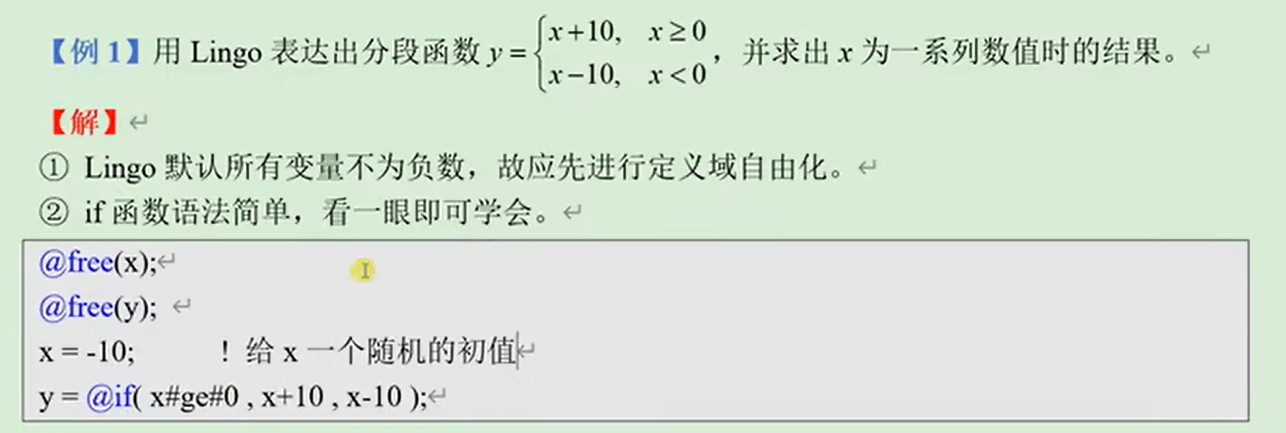 【例 1】用 Lingo 表达出分段函数 y = { x+10, x ≥ 0 ; x−10, x < 0 ，并求出 x 为一系列数值时的结果。↵
【解】↵
① Lingo 默认所有变量不为负数，故应先进行定义域自由化。↵
② if 函数语法简单，看一眼即可学会。↵
@free(x);↵
@free(y); ↵
x = -10; ！给 x 一个随机的初值↵
y = @if( x#ge#0 , x+10 , x-10 );↵